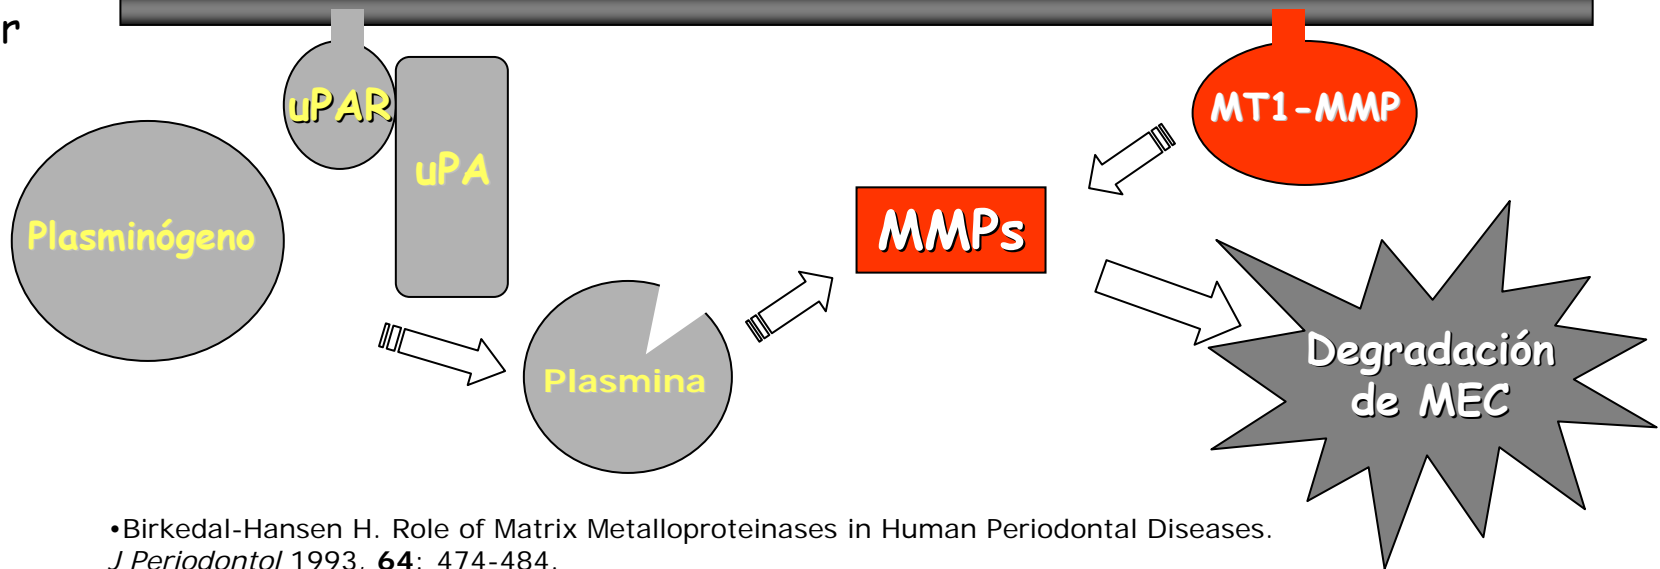 r
uPAR
MT1-MMP
uPA
Plasminógeno
MMPs
Plasmina
Degradación
de MEC
•Birkedal-Hansen H. Role of Matrix Metalloproteinases in Human Periodontal Diseases.
J Periodontol 1993, 64: 474-484.